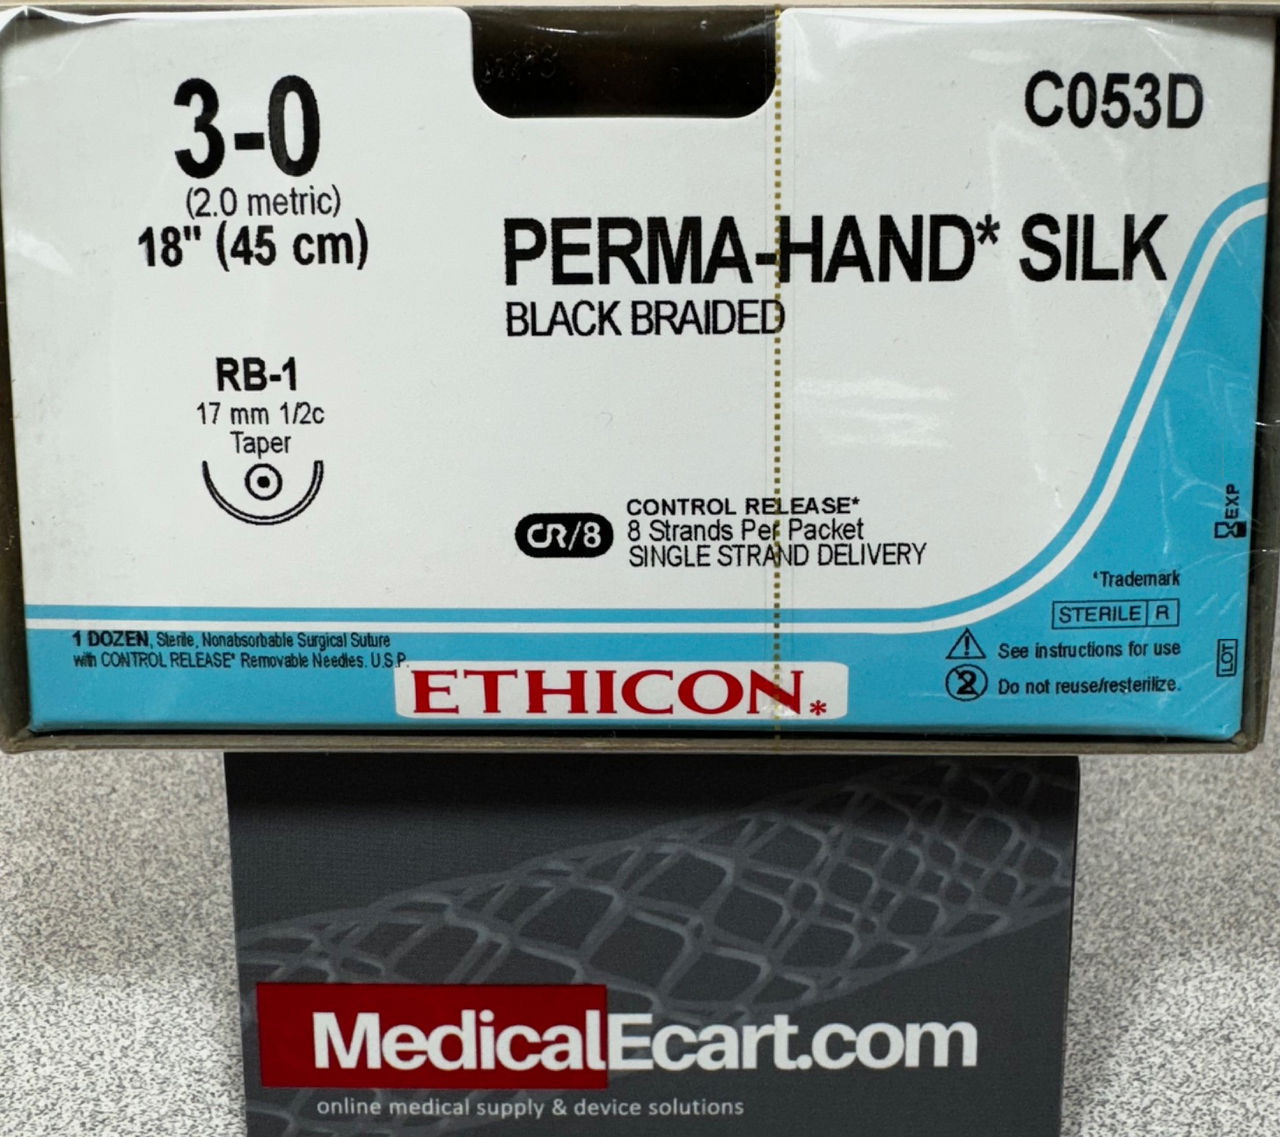 3-0
(2.0 metric)
18" (45 cm)
C053D
PERMA-HAND* SILK
BLACK BRAIDED
RB-1
17 mm 1/2c
Taper
CR/8
CONTROL RELEASE*
8 Strands Per Packet
SINGLE STRAND DELIVERY
EXP
*Trademark
STERILE R
1 DOZEN, Sterile, Nonabsorbable Surgical Suture
with CONTROL RELEASE* Removable Needles. U.S.P.
See instructions for use
LOT
2
Do not reuse/resterilize.
ETHICON*
MedicalEcart.com
online medical supply & device solutions